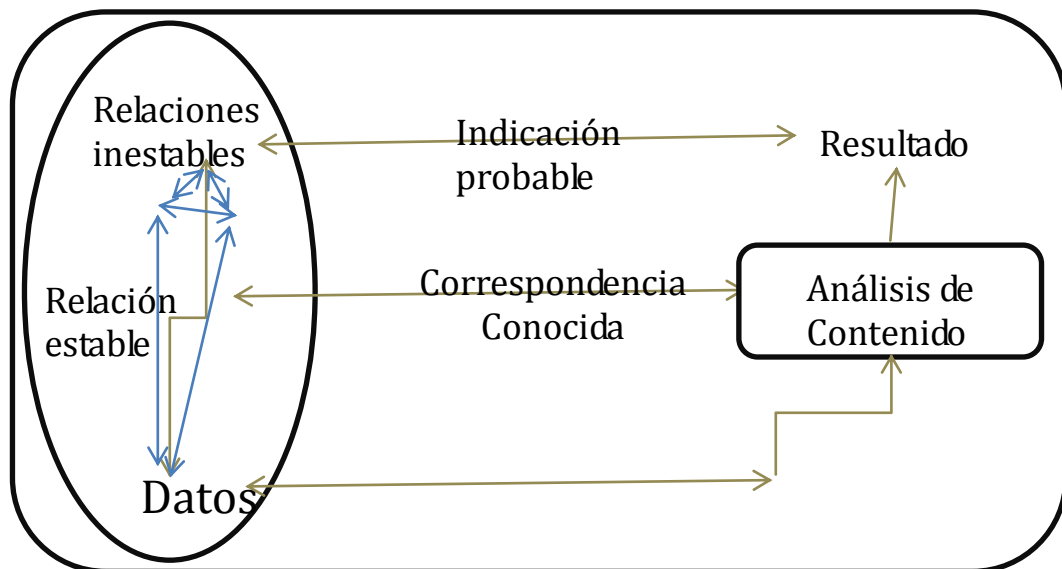 Relaciones
inestables
Indicación
probable
Resultado
Relación
estable
Correspondencia
Conocida
Análisis de
Contenido
Datos